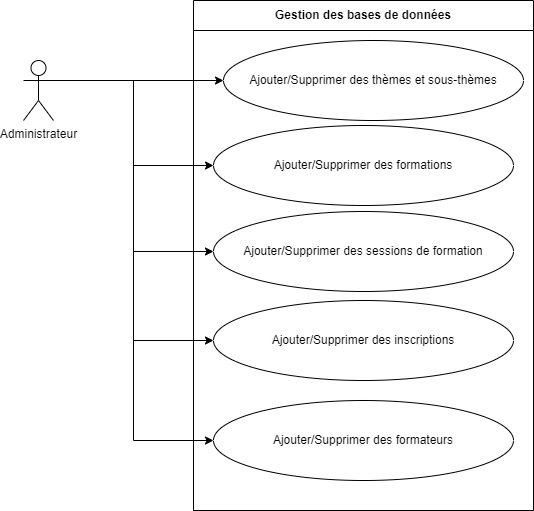 Gestion des bases de données
Ajouter/Supprimer des thèmes et sous-thèmes
Administrateur
Ajouter/Supprimer des formations
Ajouter/Supprimer des sessions de formation
Ajouter/Supprimer des inscriptions
Ajouter/Supprimer des formateurs